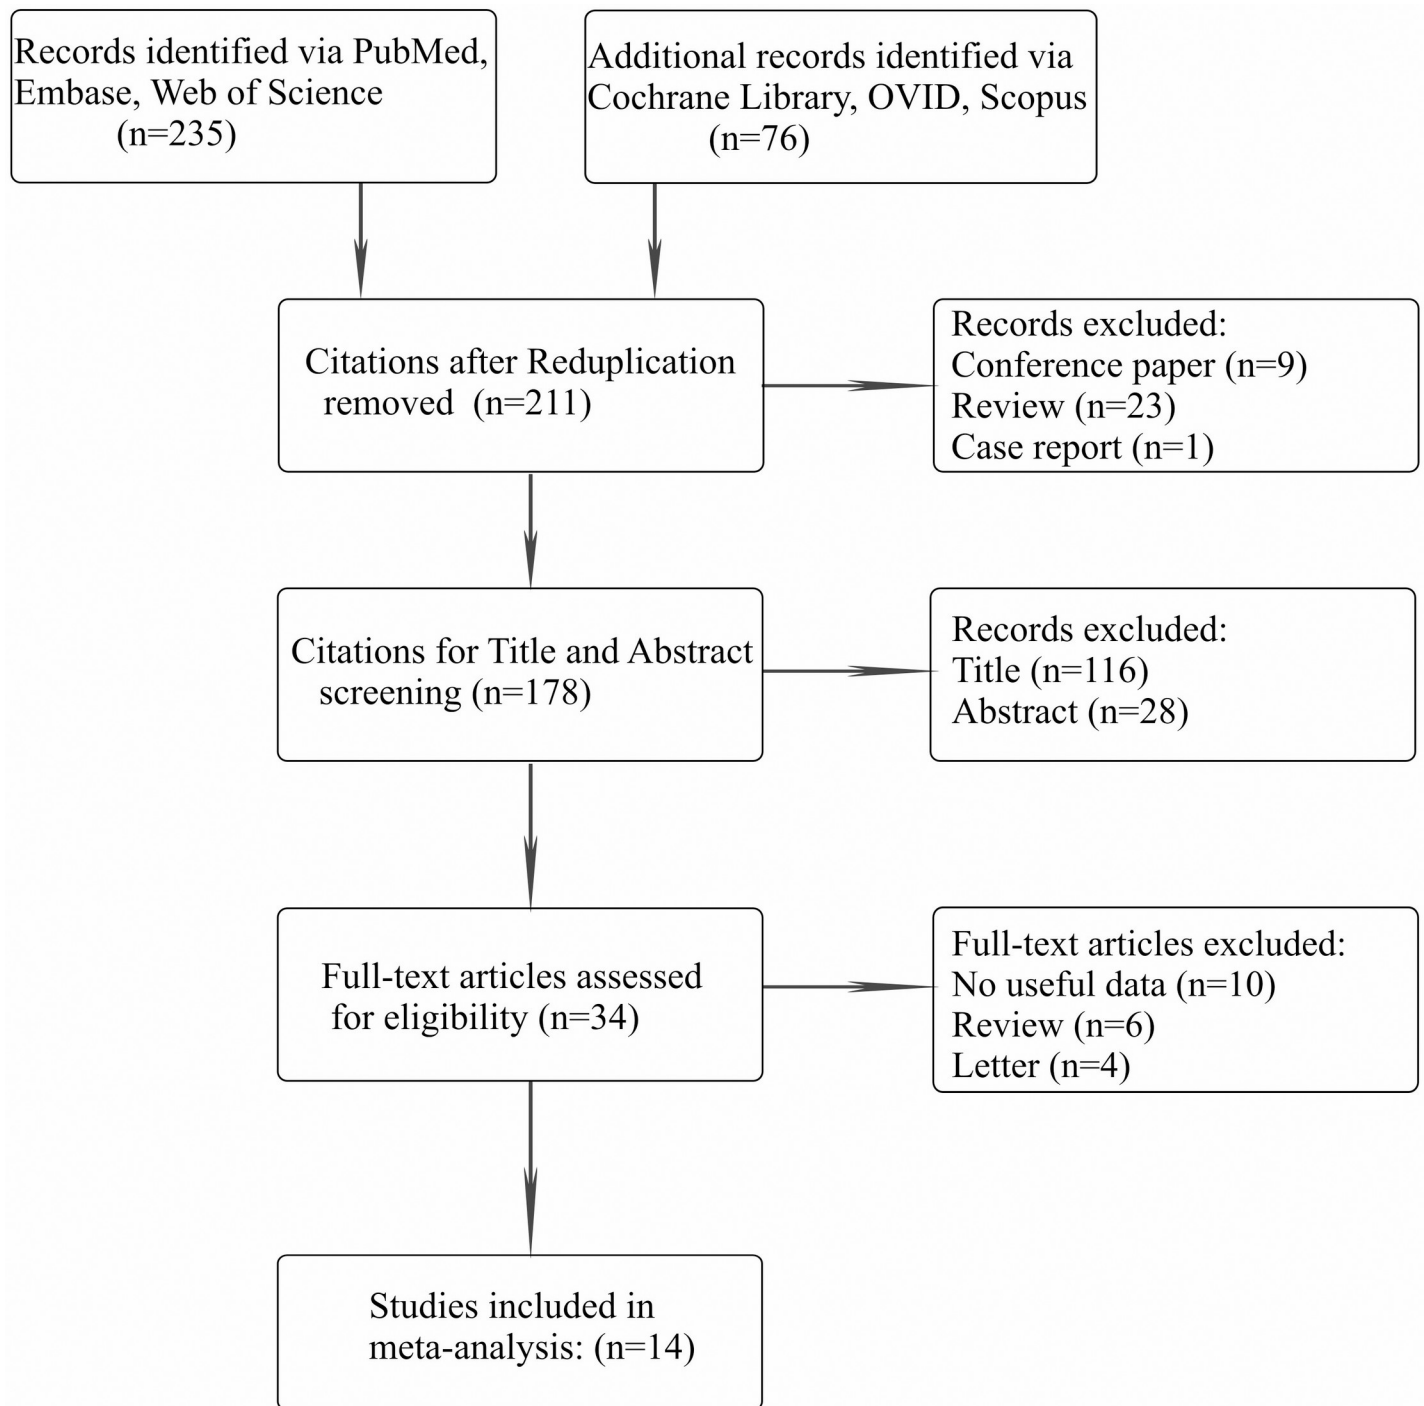 Records identified via PubMed,
Embase, Web of Science
(n=235)
Additional records identified via
Cochrane Library, OVID, Scopus
(n=76)
Citations after Reduplication
removed (n=211)
Records excluded:
Conference paper (n=9)
Review (n=23)
Case report (n=1)
Citations for Title and Abstract
screening (n=178)
Records excluded:
Title (n=116)
Abstract (n=28)
Full-text articles assessed
for eligibility (n=34)
Full-text articles excluded:
No useful data (n=10)
Review (n=6)
Letter (n=4)
Studies included in
meta-analysis: (n=14)